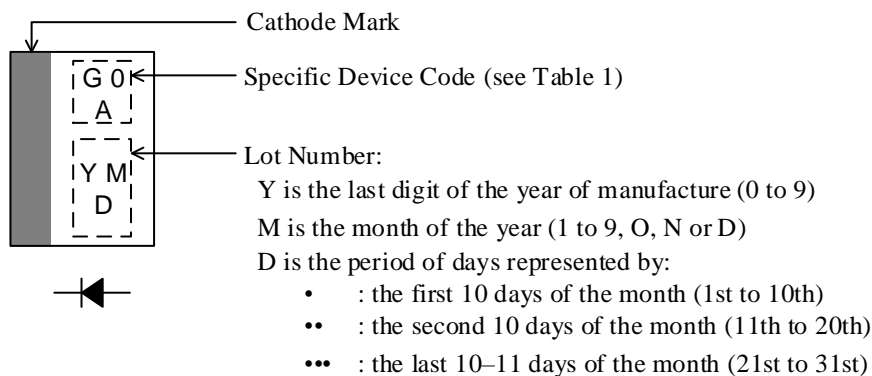 Cathode Mark
G 0
A
Specific Device Code (see Table 1)
Y M
D
Lot Number:
Y is the last digit of the year of manufacture (0 to 9)
M is the month of the year (1 to 9, O, N or D)
D is the period of days represented by:
• : the first 10 days of the month (1st to 10th)
•• : the second 10 days of the month (11th to 20th)
••• : the last 10–11 days of the month (21st to 31st)